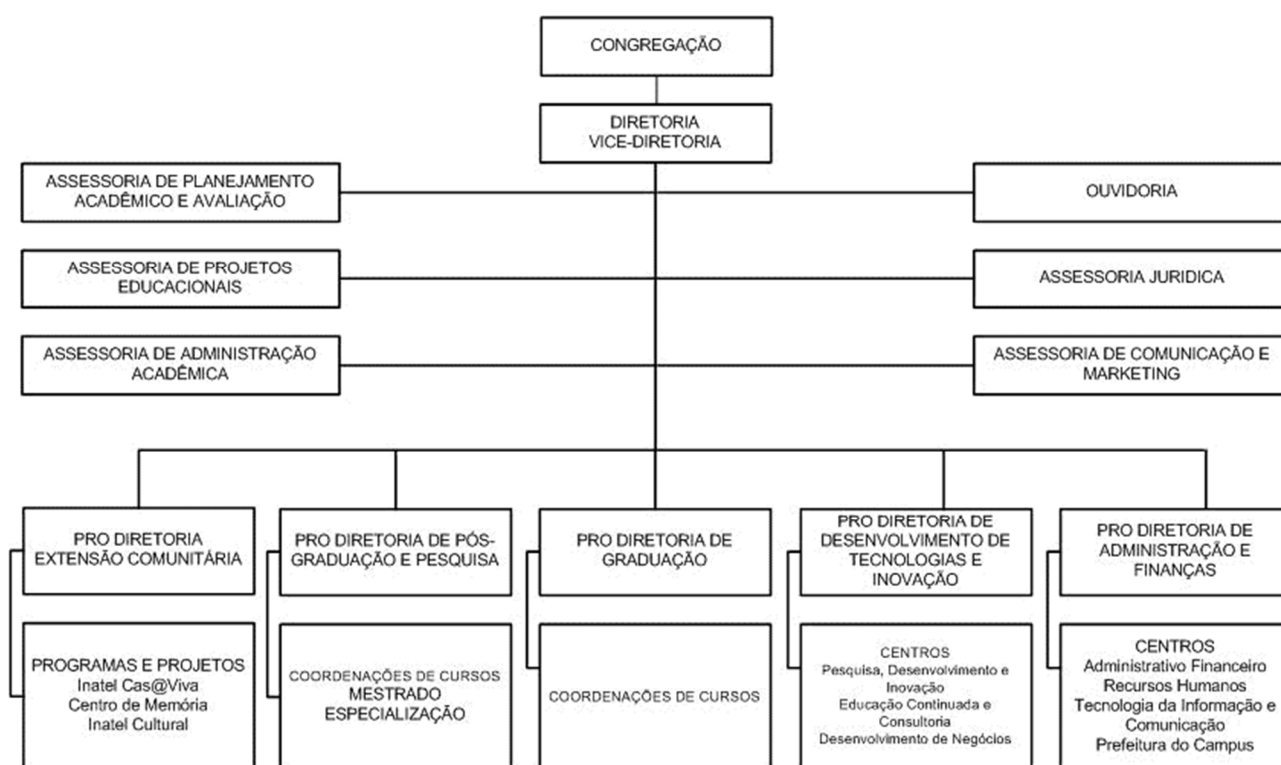 CONGREGAÇÃO
DIRETORIA
VICE-DIRETORIA
ASSESSORIA DE PLANEJAMENTO
ACADÊMICO E AVALIAÇÃO
OUVIDORIA
ASSESSORIA DE PROJETOS
EDUCACIONAIS
ASSESSORIA JURIDICA
ASSESSORIA DE ADMINISTRAÇÃO
ACADÊMICA
ASSESSORIA DE COMUNICAÇÃO E
MARKETING
PRO DIRETORIA
EXTENSÃO COMUNITÁRIA
PRO DIRETORIA DE PÓS-
GRADUAÇÃO E PESQUISA
PRO DIRETORIA DE
GRADUAÇÃO
PRO DIRETORIA DE
DESENVOLVIMENTO DE
TECNOLOGIAS E
INOVAÇÃO
PRO DIRETORIA DE
ADMINISTRAÇÃO E
FINANÇAS
PROGRAMAS E PROJETOS
Inatel Cas@Viva
Centro de Memória
Inatel Cultural
COORDENAÇÕES DE CURSOS
MESTRADO
ESPECIALIZAÇÃO
COORDENAÇÕES DE CURSOS
CENTROS
Pesquisa, Desenvolvimento e
Inovação
Educação Continuada e
Consultoria
Desenvolvimento de Negócios
CENTROS
Administrativo Financeiro
Recursos Humanos
Tecnologia da Informação e
Comunicação
Prefeitura do Campus